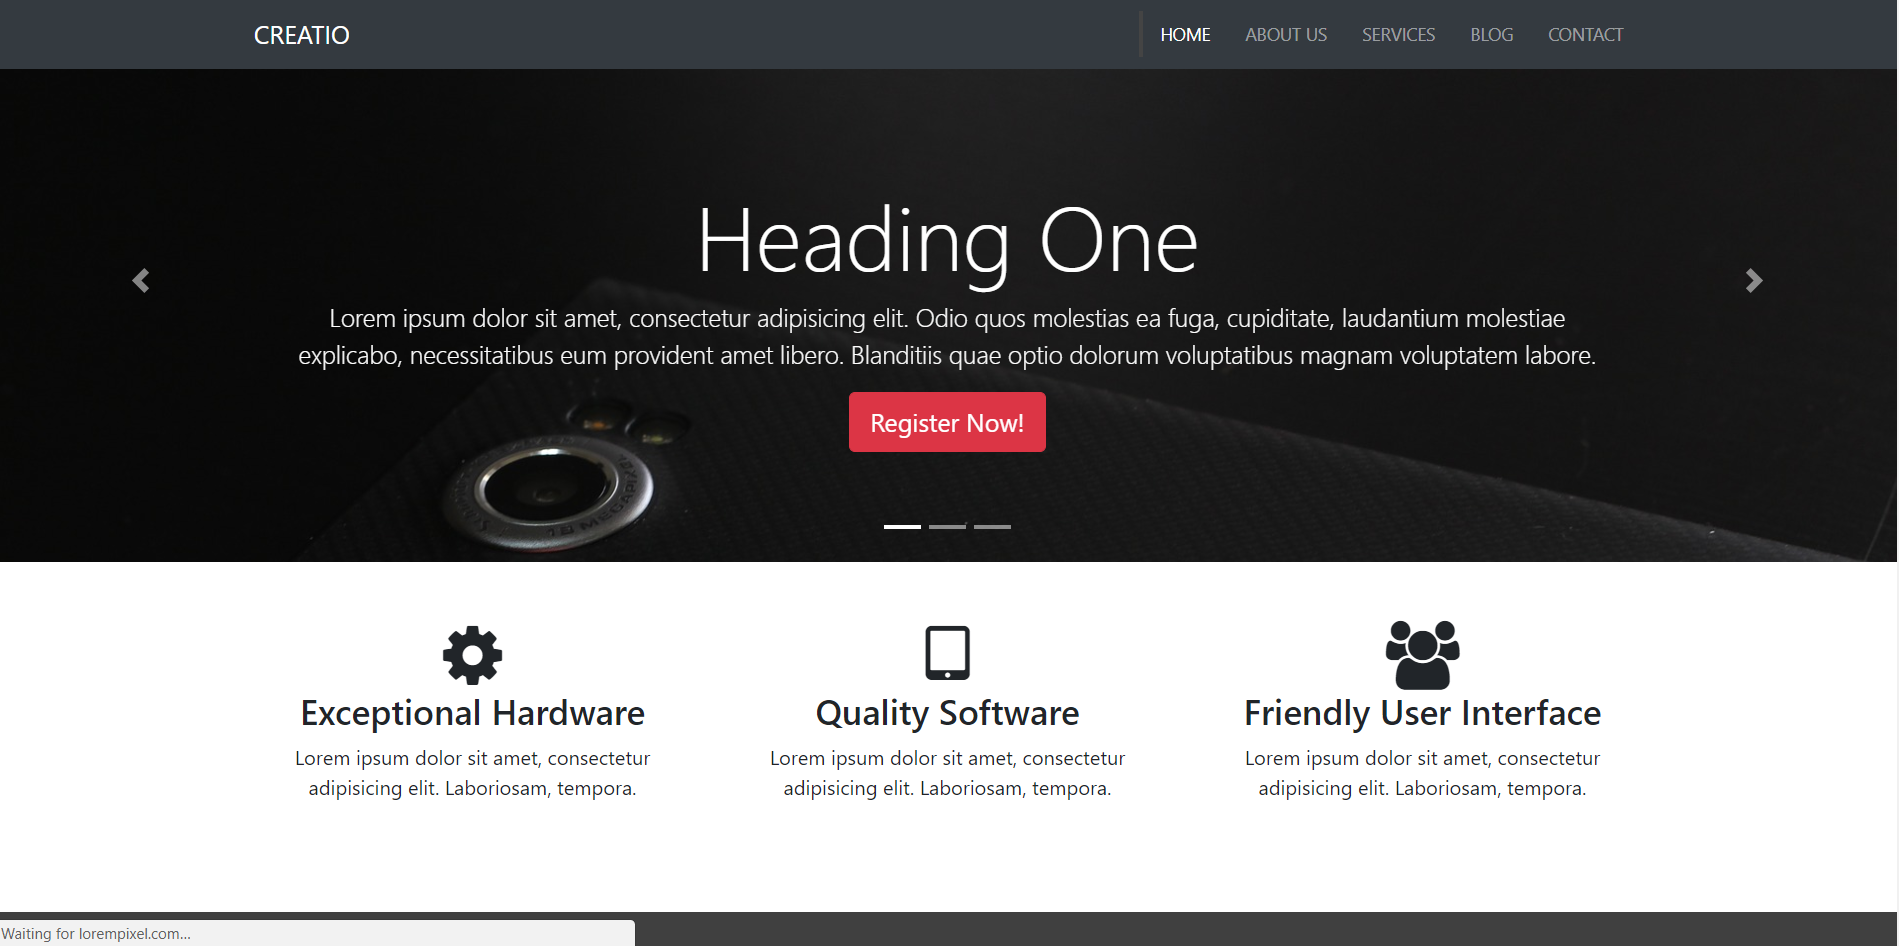 CREATIO
HOME ABOUT US SERVICES BLOG CONTACT
Heading One
Lorem ipsum dolor sit amet, consectetur adipisicing elit. Odio quos molestias ea fuga, cupiditate, laudantium molestiae
explicabo, necessitatibus eum provident amet libero. Blanditiis quae optio dolorum voluptatibus magnam voluptatem labore.
Register Now!
Exceptional Hardware
Lorem ipsum dolor sit amet, consectetur
adipisicing elit. Laboriosam, tempora.
Quality Software
Lorem ipsum dolor sit amet, consectetur
adipisicing elit. Laboriosam, tempora.
Friendly User Interface
Lorem ipsum dolor sit amet, consectetur
adipisicing elit. Laboriosam, tempora.
Waiting for lorempixel.com...